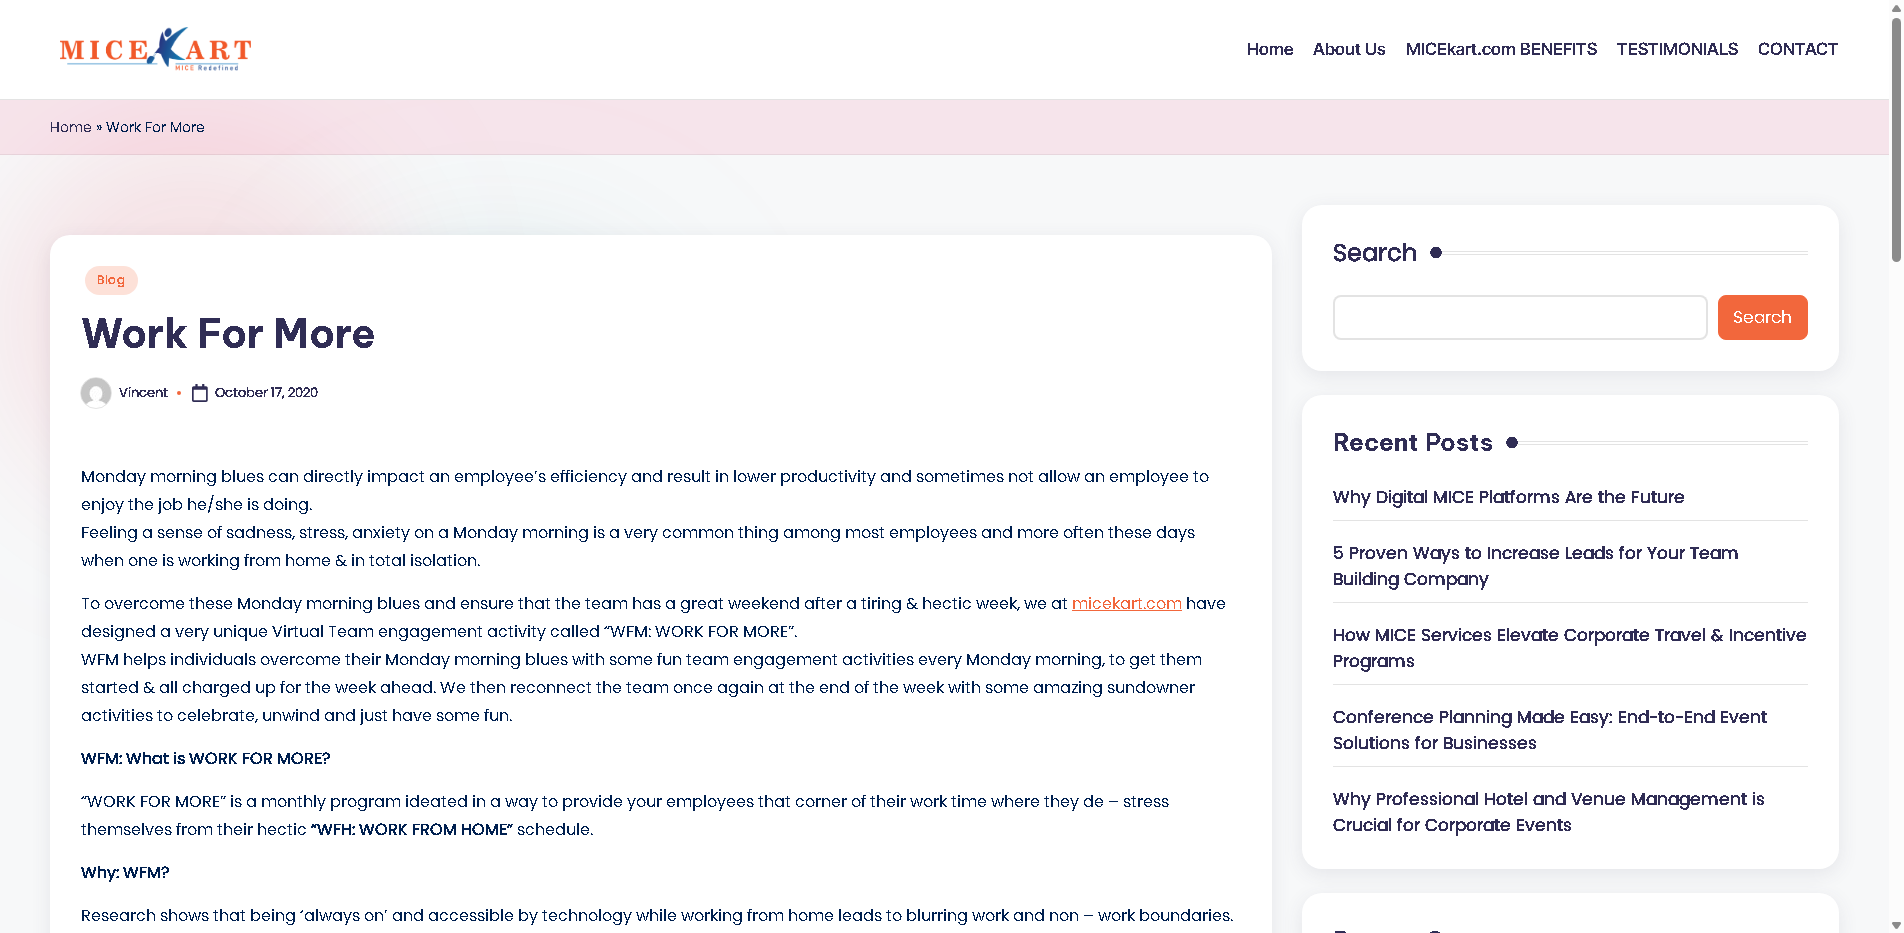 MICEKART
MICE Redefined
Home About Us MICEkart.com BENEFITS TESTIMONIALS CONTACT
Home » Work For More
Blog
Work For More
Vincent • October 17, 2020
Monday morning blues can directly impact an employee’s efficiency and result in lower productivity and sometimes not allow an employee to
enjoy the job he/she is doing.
Feeling a sense of sadness, stress, anxiety on a Monday morning is a very common thing among most employees and more often these days
when one is working from home & in total isolation.
To overcome these Monday morning blues and ensure that the team has a great weekend after a tiring & hectic week, we at micekart.com have
designed a very unique Virtual Team engagement activity called “WFM: WORK FOR MORE”.
WFM helps individuals overcome their Monday morning blues with some fun team engagement activities every Monday morning, to get them
started & all charged up for the week ahead. We then reconnect the team once again at the end of the week with some amazing sundowner
activities to celebrate, unwind and just have some fun.
WFM: What is WORK FOR MORE?
“WORK FOR MORE” is a monthly program ideated in a way to provide your employees that corner of their work time where they de – stress
themselves from their hectic “WFH: WORK FROM HOME” schedule.
Why: WFM?
Research shows that being ‘always on’ and accessible by technology while working from home leads to blurring work and non – work boundaries.
Search
Search
Recent Posts
Why Digital MICE Platforms Are the Future
5 Proven Ways to Increase Leads for Your Team
Building Company
How MICE Services Elevate Corporate Travel & Incentive
Programs
Conference Planning Made Easy: End-to-End Event
Solutions for Businesses
Why Professional Hotel and Venue Management is
Crucial for Corporate Events